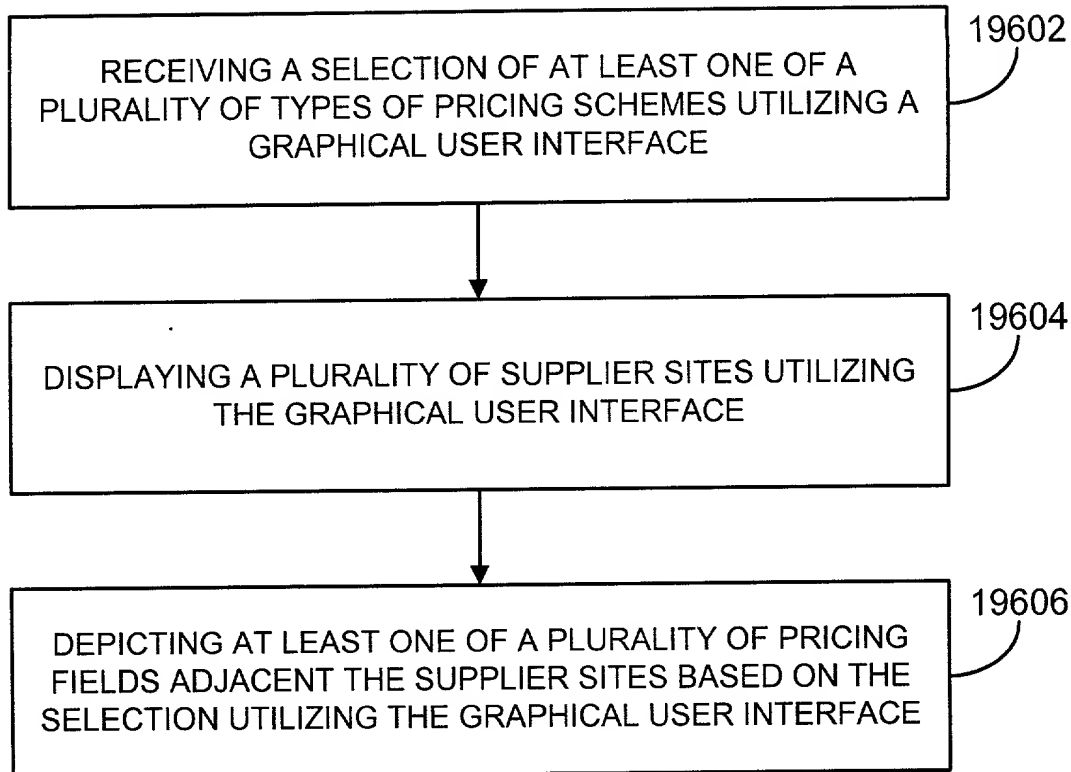 19602
RECEIVING A SELECTION OF AT LEAST ONE OF A
PLURALITY OF TYPES OF PRICING SCHEMES UTILIZING A
GRAPHICAL USER INTERFACE
19604
DISPLAYING A PLURALITY OF SUPPLIER SITES UTILIZING
THE GRAPHICAL USER INTERFACE
19606
DEPICTING AT LEAST ONE OF A PLURALITY OF PRICING
FIELDS ADJACENT THE SUPPLIER SITES BASED ON THE
SELECTION UTILIZING THE GRAPHICAL USER INTERFACE